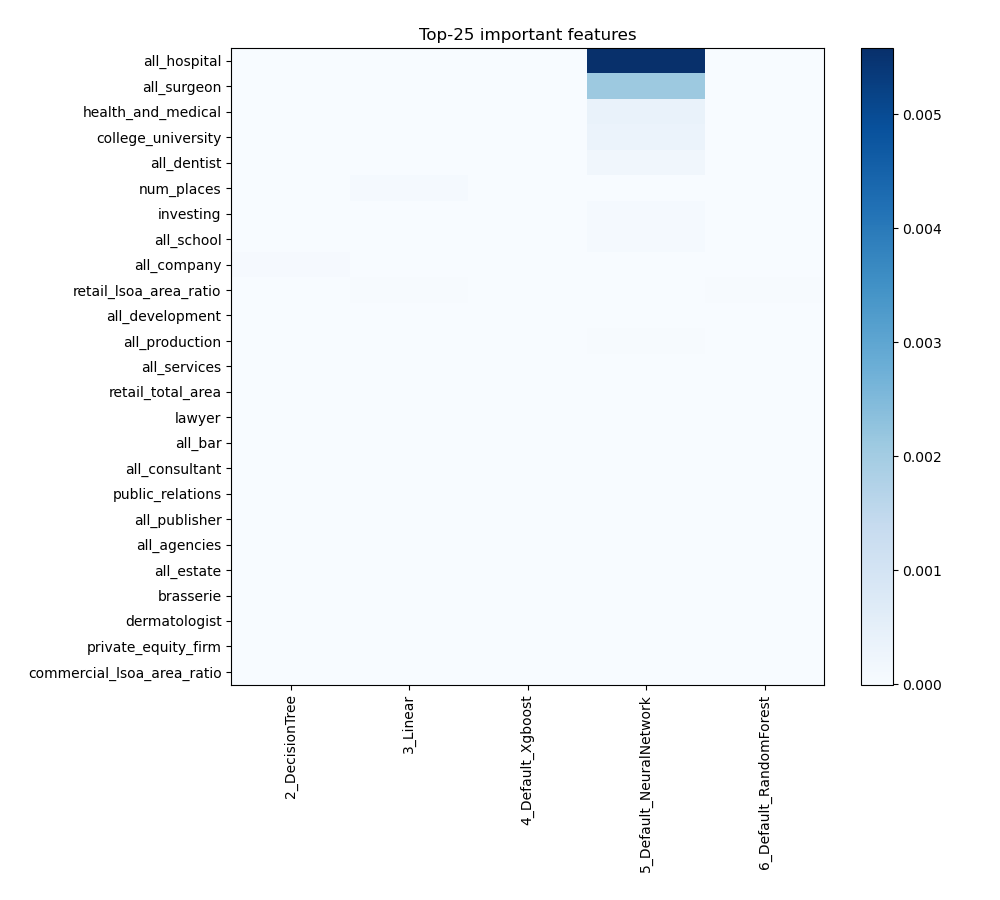 Top-25 important features
all_hospital
all_surgeon
health_and_medical
college_university
all_dentist
num_places
investing
all_school
all_company
retail_lsoa_area_ratio
all_development
all_production
all_services
retail_total_area
lawyer
all_bar
all_consultant
public_relations
all_publisher
all_agencies
all_estate
brasserie
dermatologist
private_equity_firm
commercial_lsoa_area_ratio
2_DecisionTree
3_Linear
4_Default_Xgboost
5_Default_NeuralNetwork
6_Default_RandomForest
0.005
0.004
0.003
0.002
0.001
0.000